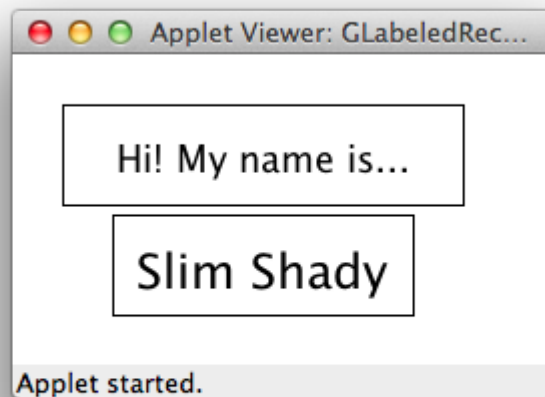 Applet Viewer: GLabeledRec...
Hi! My name is...
Slim Shady
Applet started.